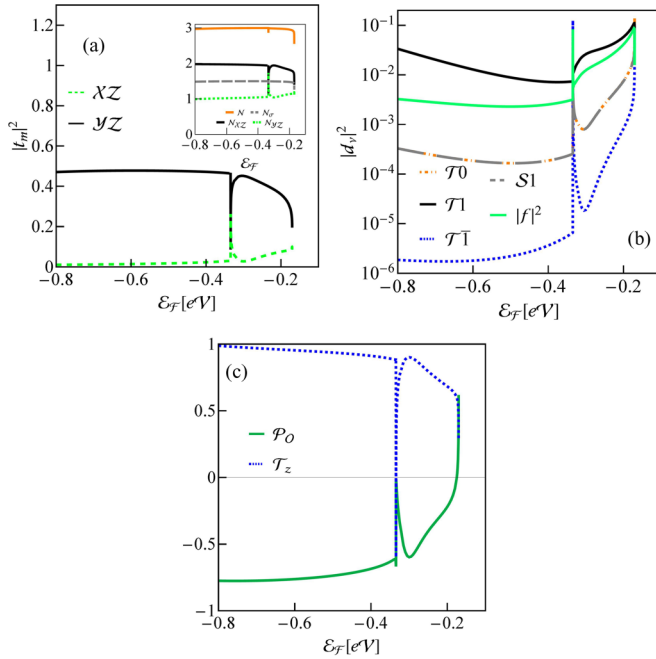 (a)
1.2
1
0.8
0.6
0.4
0.2
0
|t_m|^2
XZ
YZ
3
2
1
0
-0.8 -0.6 -0.4 -0.2
N N_σ
N_XZ N_YZ
ℰ_ℱ
-0.8 -0.6 -0.4 -0.2
ℰ_ℱ[eV]
10^-1
10^-2
10^-3
10^-4
10^-5
10^-6
|d_ν|^2
T0 S1
T1 |f|^2
T1̅
(b)
-0.8 -0.6 -0.4 -0.2
ℰ_ℱ[eV]
(c)
1
0.5
0
-0.5
-1
P_O
T_z
-0.8 -0.6 -0.4 -0.2
ℰ_ℱ[eV]